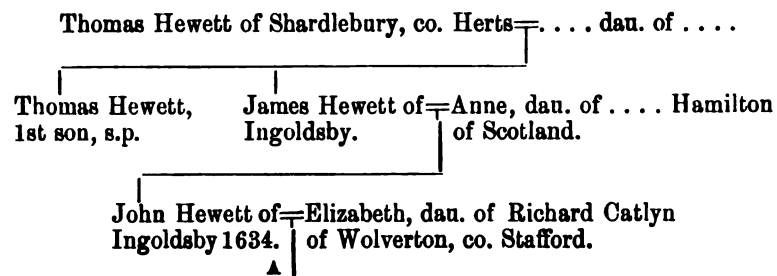 Thomas Hewett of Shardlebury, co. Herts=. . . . dau. of . . . .
Thomas Hewett, James Hewett of=Anne, dau. of . . . . Hamilton
1st son, s.p. Ingoldsby. of Scotland.
John Hewett of=Elizabeth, dau. of Richard Catlyn
Ingoldsby 1634. of Wolverton, co. Stafford.
A